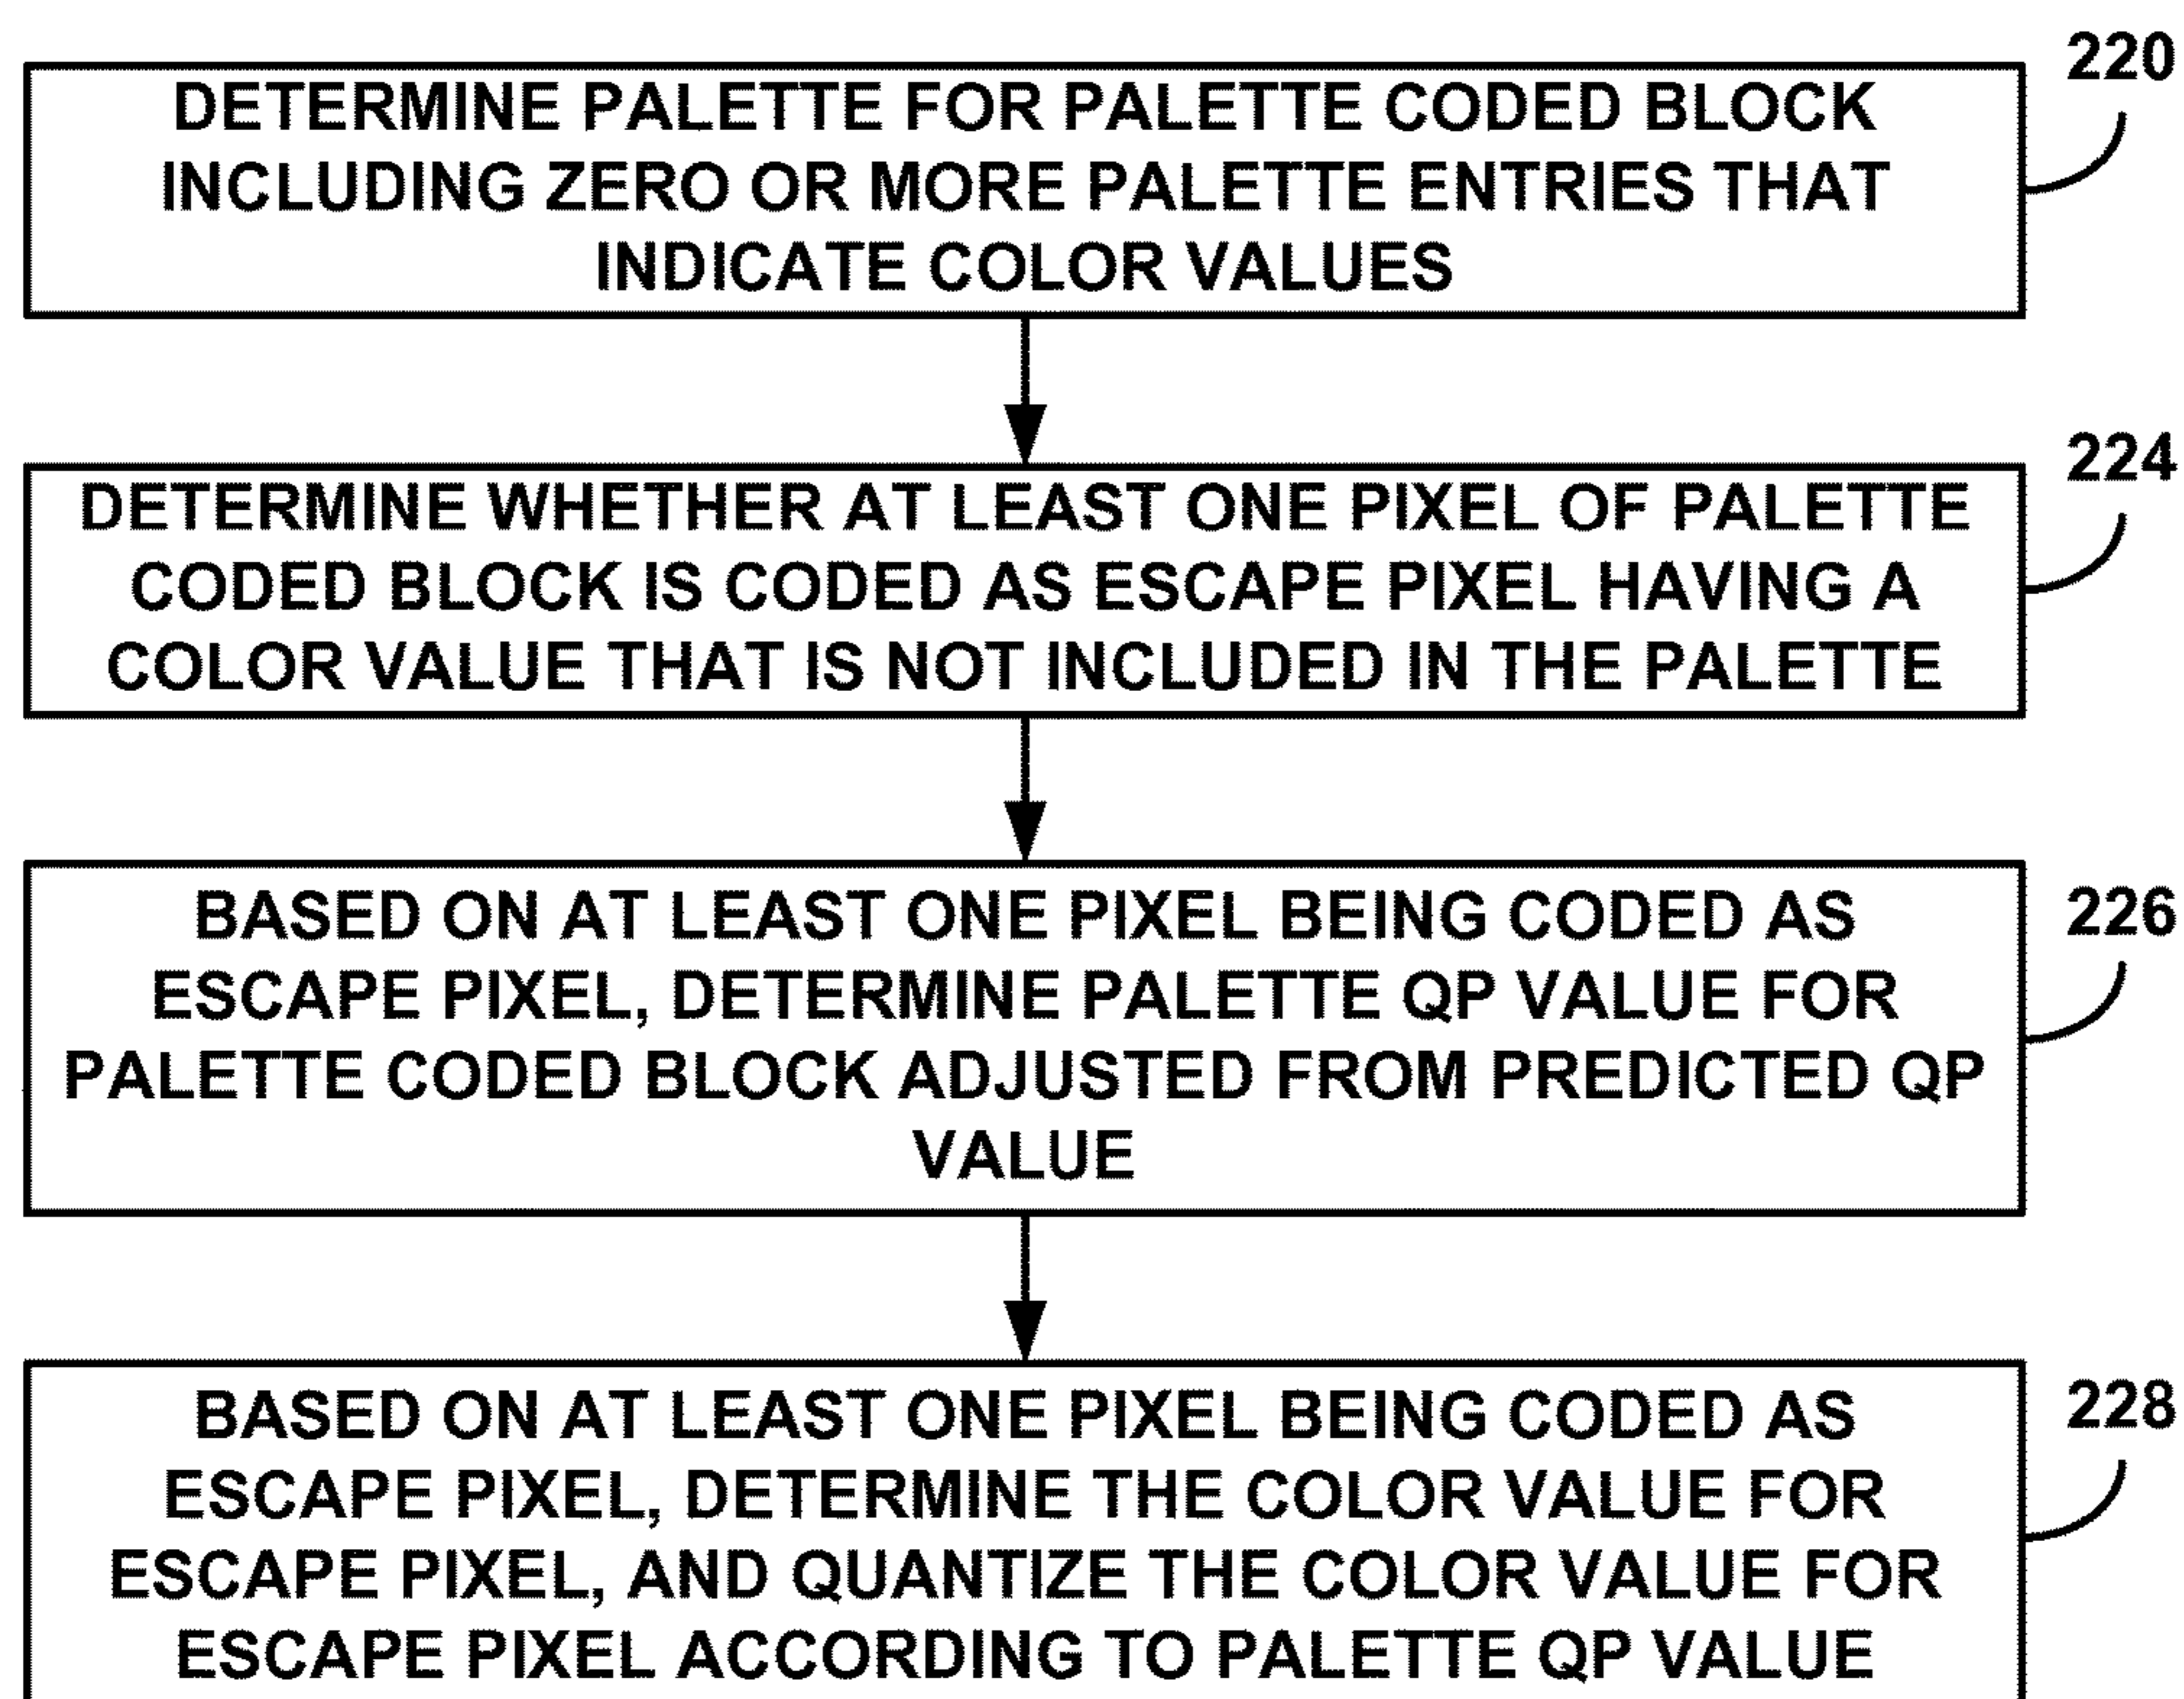 220
DETERMINE PALETTE FOR PALETTE CODED BLOCK
INCLUDING ZERO OR MORE PALETTE ENTRIES THAT
INDICATE COLOR VALUES
224
DETERMINE WHETHER AT LEAST ONE PIXEL OF PALETTE
CODED BLOCK IS CODED AS ESCAPE PIXEL HAVING A
COLOR VALUE THAT IS NOT INCLUDED IN THE PALETTE
226
BASED ON AT LEAST ONE PIXEL BEING CODED AS
ESCAPE PIXEL, DETERMINE PALETTE QP VALUE FOR
PALETTE CODED BLOCK ADJUSTED FROM PREDICTED QP
VALUE
228
BASED ON AT LEAST ONE PIXEL BEING CODED AS
ESCAPE PIXEL, DETERMINE THE COLOR VALUE FOR
ESCAPE PIXEL, AND QUANTIZE THE COLOR VALUE FOR
ESCAPE PIXEL ACCORDING TO PALETTE QP VALUE